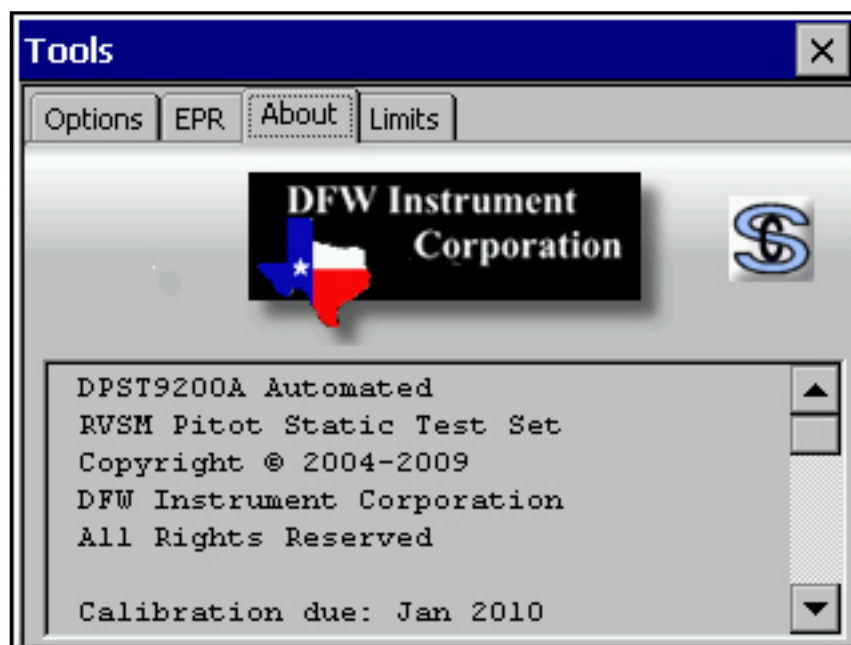 Tools
Options EPR About Limits
DFW Instrument
Corporation
SC
DPST9200A Automated
RVSM Pitot Static Test Set
Copyright © 2004-2009
DFW Instrument Corporation
All Rights Reserved
Calibration due: Jan 2010